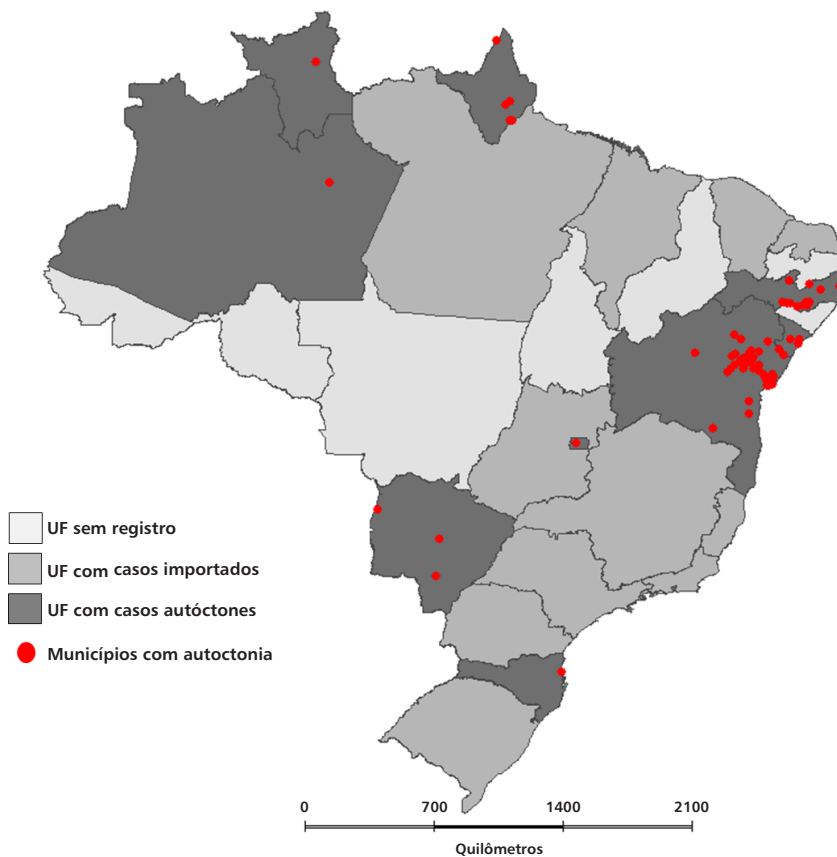 UF sem registro
UF com casos importados
UF com casos autóctones
Municípios com autoctonia
0 700 1400 2100
Quilômetros